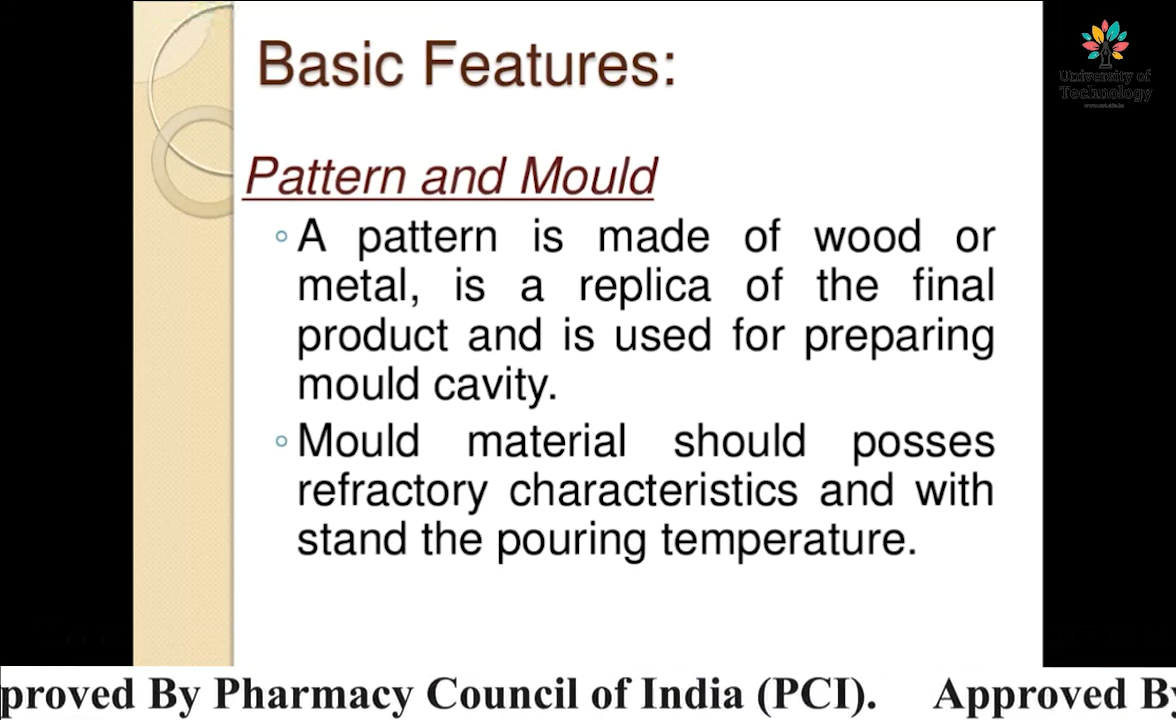 Basic Features:
University of
Technology
Pattern and Mould
A pattern is made of wood or
metal, is a replica of the final
product and is used for preparing
mould cavity.
Mould material should posses
refractory characteristics and with
stand the pouring temperature.
proved By Pharmacy Council of India (PCI). Approved By